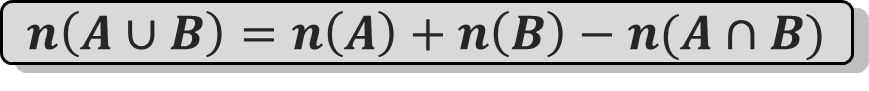 n(A ∪ B) = n(A) + n(B) − n(A ∩ B)